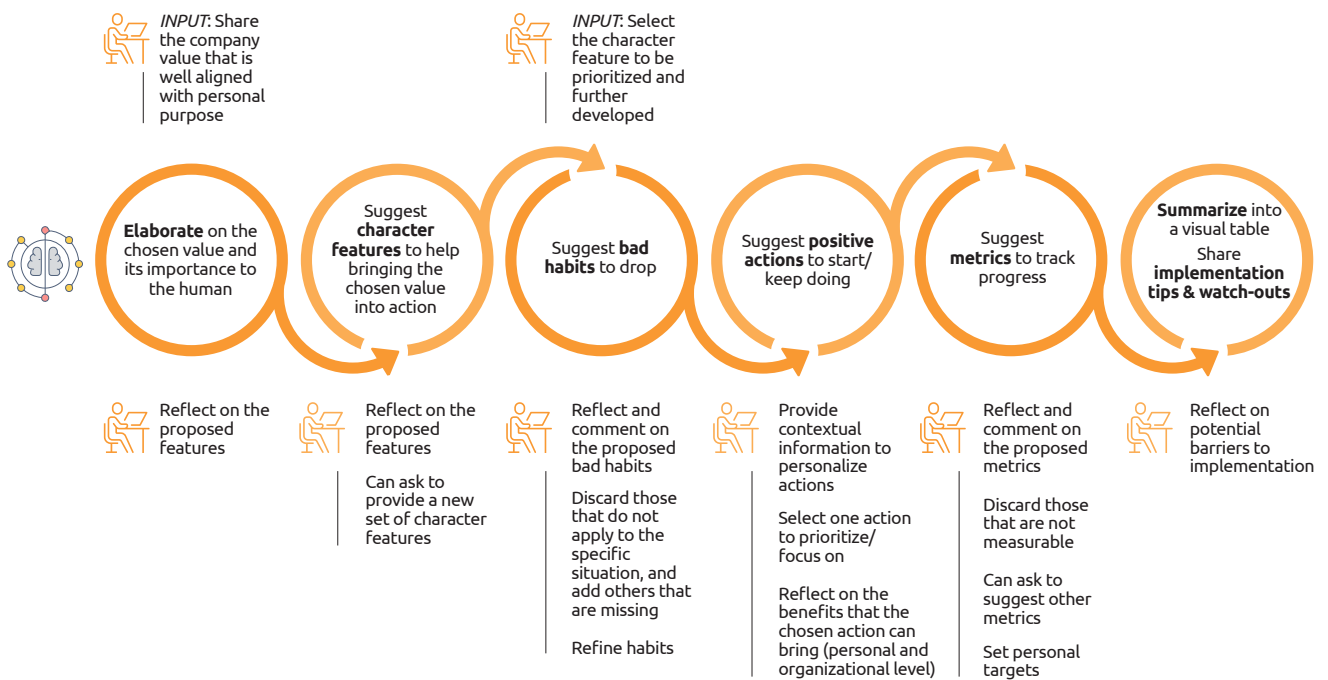 INPUT: Share
the company
value that is
well aligned
with personal
purpose
INPUT: Select
the character
feature to be
prioritized and
further
developed
Elaborate on the
chosen value and
its importance to
the human
Suggest
character
features to help
bringing the
chosen value
into action
Suggest bad
habits to drop
Suggest positive
actions to start/
keep doing
Suggest
metrics to track
progress
Summarize into
a visual table
Share
implementation
tips & watch-outs
Reflect on the
proposed
features
Reflect on the
proposed
features
Can ask to
provide a new
set of character
features
Reflect and
comment on
the proposed
bad habits
Discard those
that do not
apply to the
specific
situation, and
add others that
are missing
Refine habits
Provide
contextual
information to
personalize
actions
Select one action
to prioritize/
focus on
Reflect on the
benefits that the
chosen action can
bring (personal and
organizational level)
Reflect and
comment on
the proposed
metrics
Discard those
that are not
measurable
Can ask to
suggest other
metrics
Set personal
targets
Reflect on
potential
barriers to
implementation